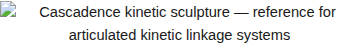 Cascadence kinetic sculpture — reference for
articulated kinetic linkage systems